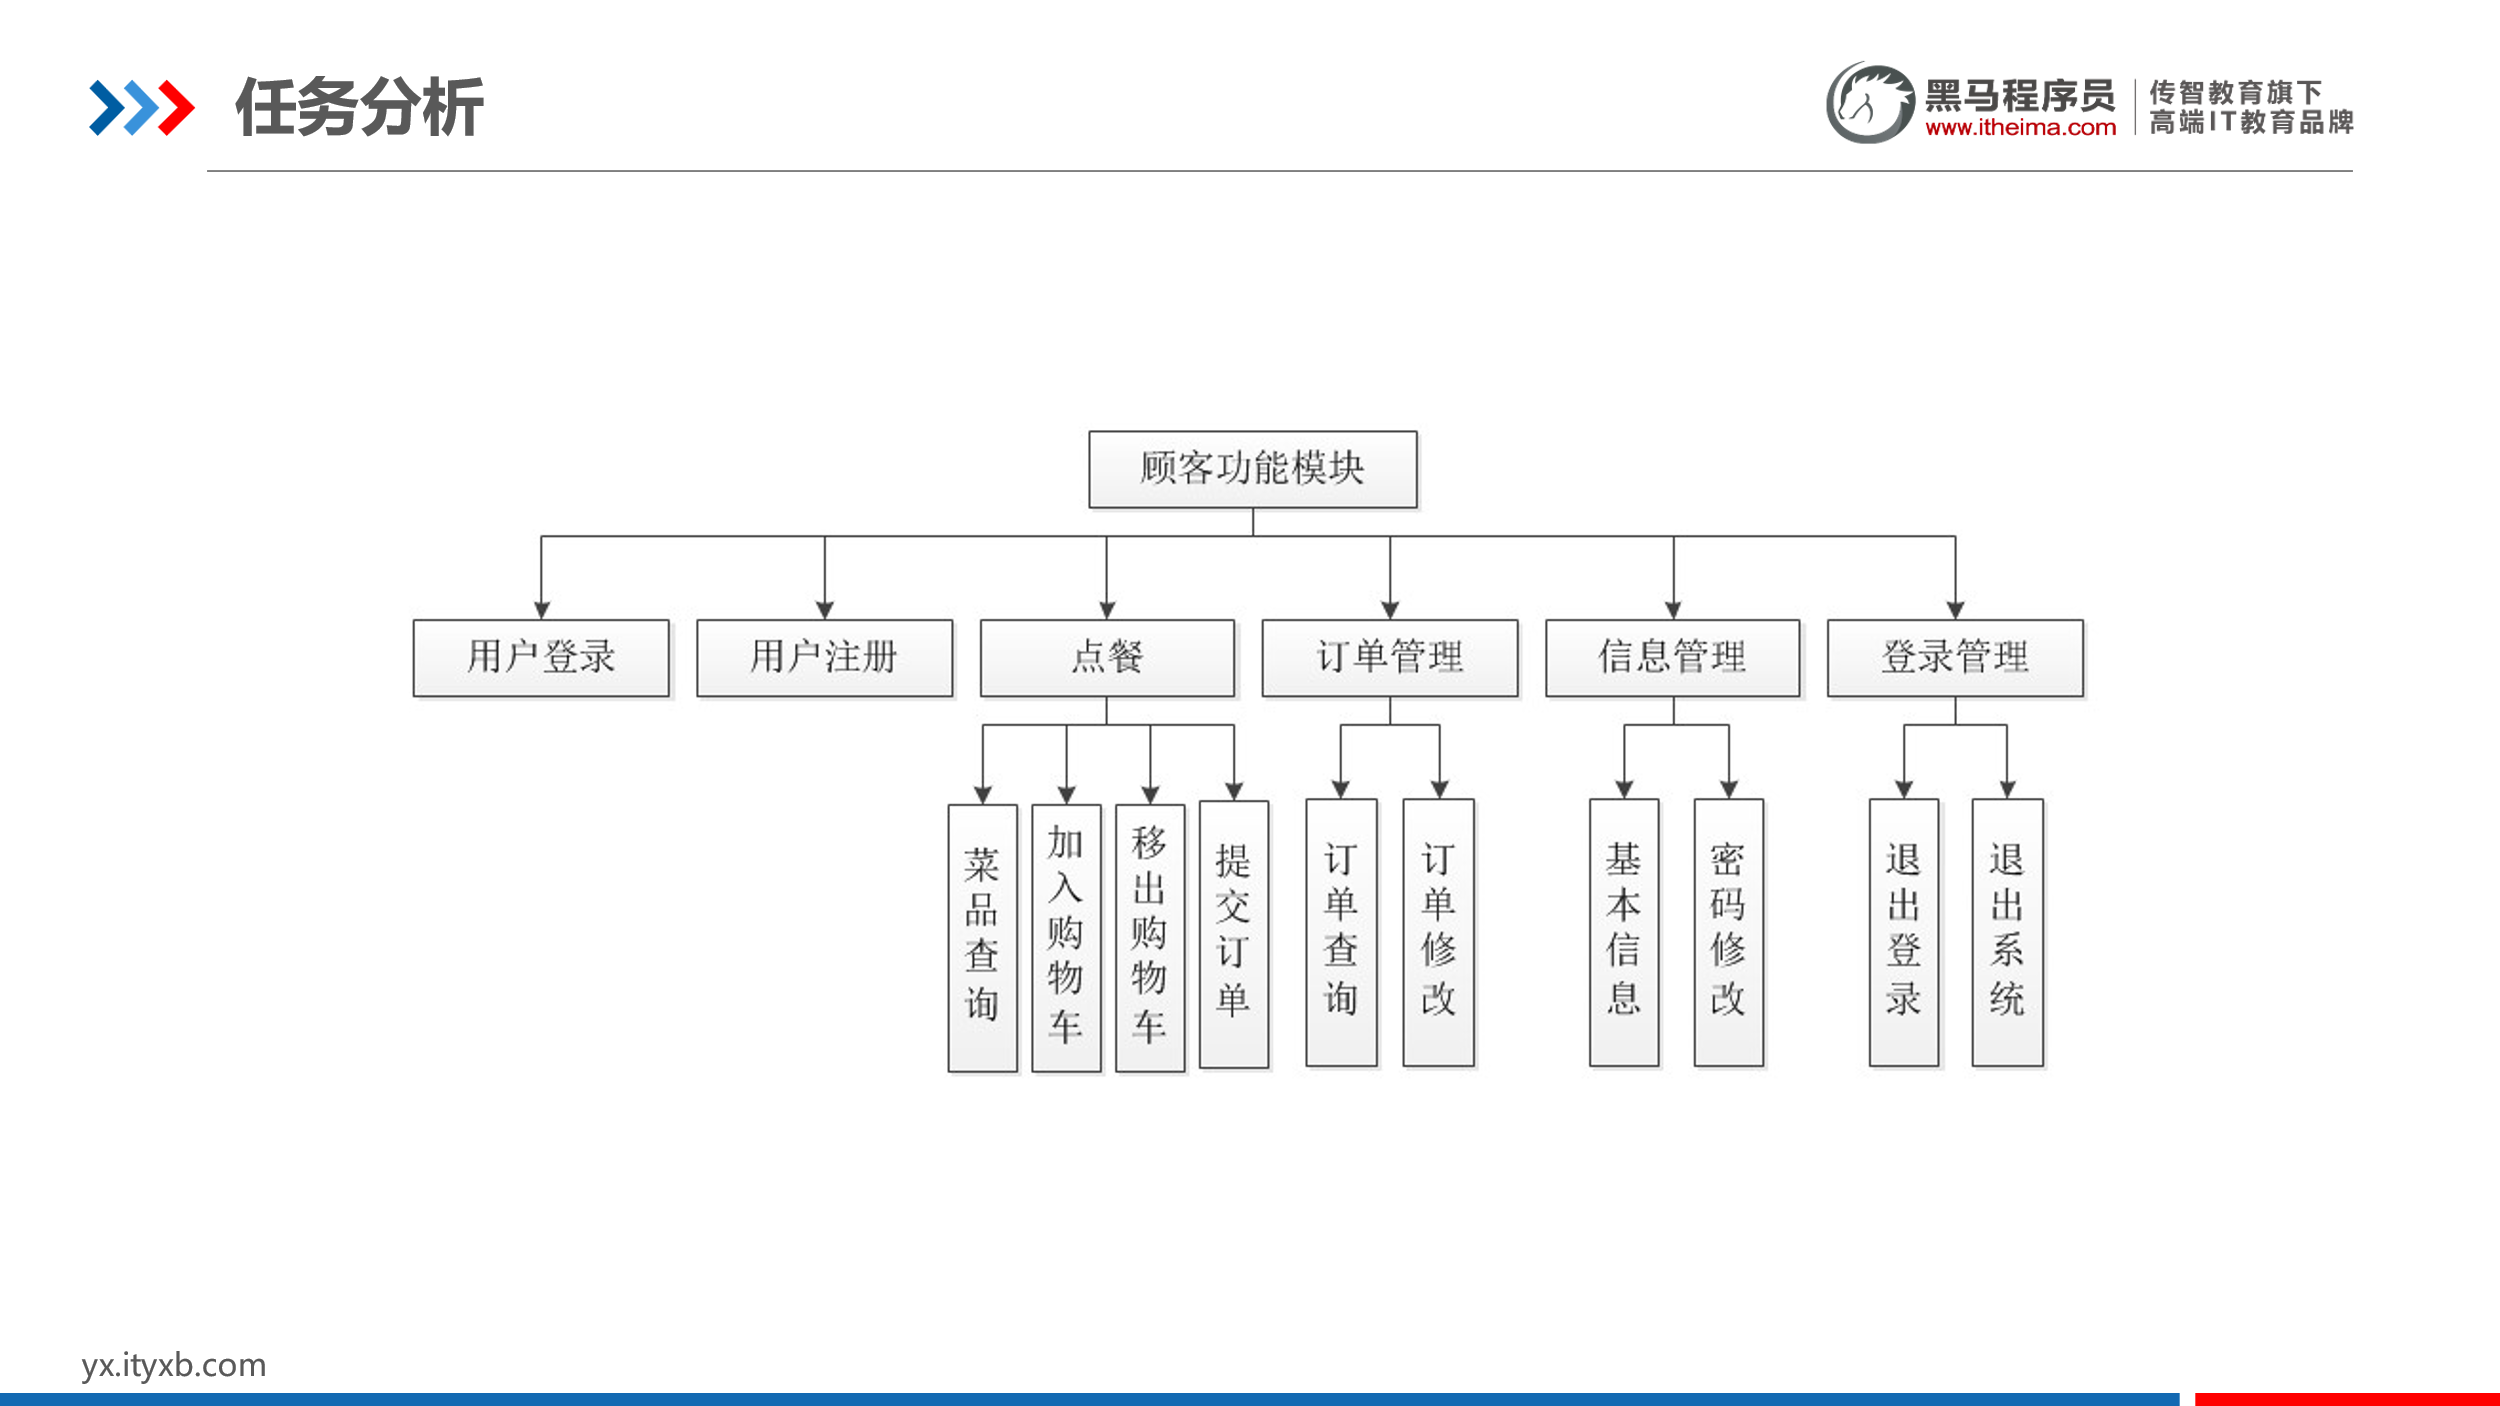 任务分析
黑马程序员
www.itheima.com
传智教育旗下
高端IT教育品牌
顾客功能模块
用户登录
用户注册
点餐
订单管理
信息管理
登录管理
菜品查询
加入购物车
移出购物车
提交订单
订单查询
订单修改
基本信息
密码修改
退出登录
退出系统
yx.ityxb.com